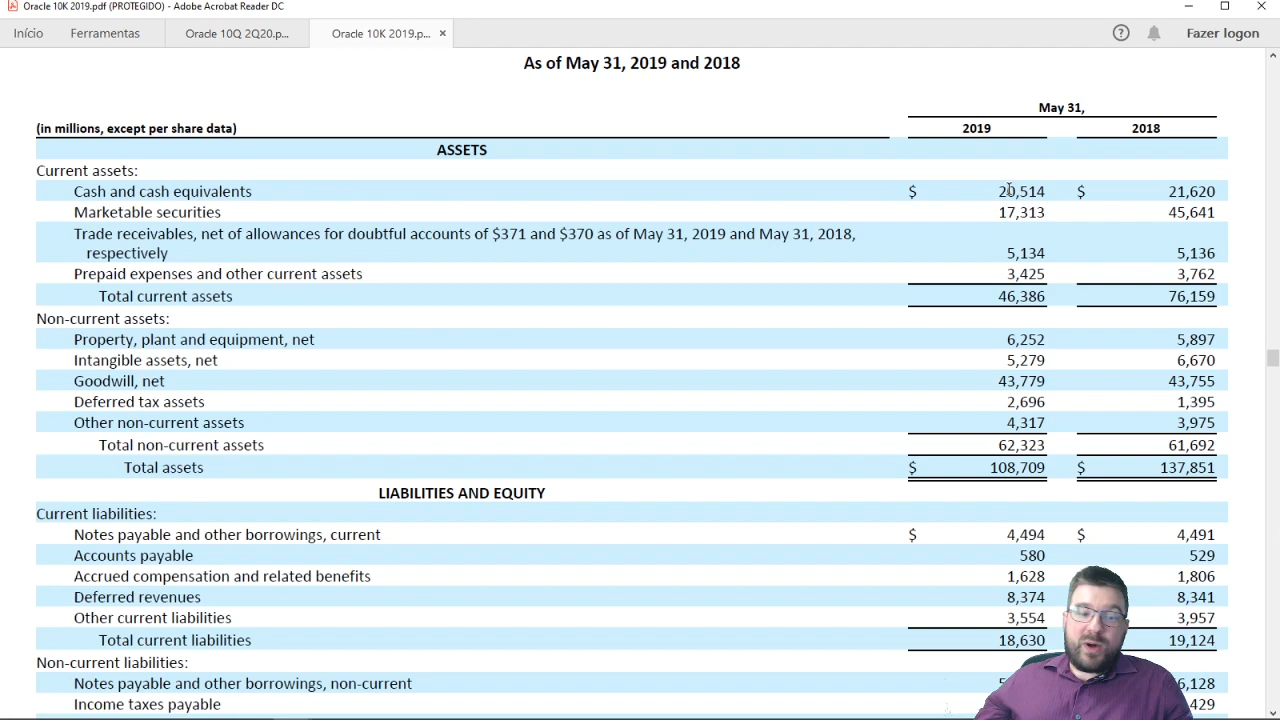 Oracle 10K 2019.pdf (PROTEGIDO) - Adobe Acrobat Reader DC
Início Ferramentas Oracle 10Q 2Q20.p... Oracle 10K 2019.p... × ? Fazer logon
As of May 31, 2019 and 2018
May 31,
(in millions, except per share data) 2019 2018
ASSETS
Current assets:
Cash and cash equivalents $ 20,514 $ 21,620
Marketable securities 17,313 45,641
Trade receivables, net of allowances for doubtful accounts of $371 and $370 as of May 31, 2019 and May 31, 2018,
respectively 5,134 5,136
Prepaid expenses and other current assets 3,425 3,762
Total current assets 46,386 76,159
Non-current assets:
Property, plant and equipment, net 6,252 5,897
Intangible assets, net 5,279 6,670
Goodwill, net 43,779 43,755
Deferred tax assets 2,696 1,395
Other non-current assets 4,317 3,975
Total non-current assets 62,323 61,692
Total assets $ 108,709 $ 137,851
LIABILITIES AND EQUITY
Current liabilities:
Notes payable and other borrowings, current $ 4,494 $ 4,491
Accounts payable 580 529
Accrued compensation and related benefits 1,628 1,806
Deferred revenues 8,374 8,341
Other current liabilities 3,554 3,957
Total current liabilities 18,630 19,124
Non-current liabilities:
Notes payable and other borrowings, non-current
Income taxes payable